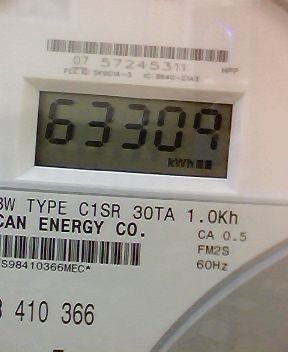 07 57245311
HPP
63309
kWh
3W TYPE C1SR 30TA 1.0Kh
CAN ENERGY CO.
CA 0.5
FM2S
60Hz
S98410366MEC*
410 366